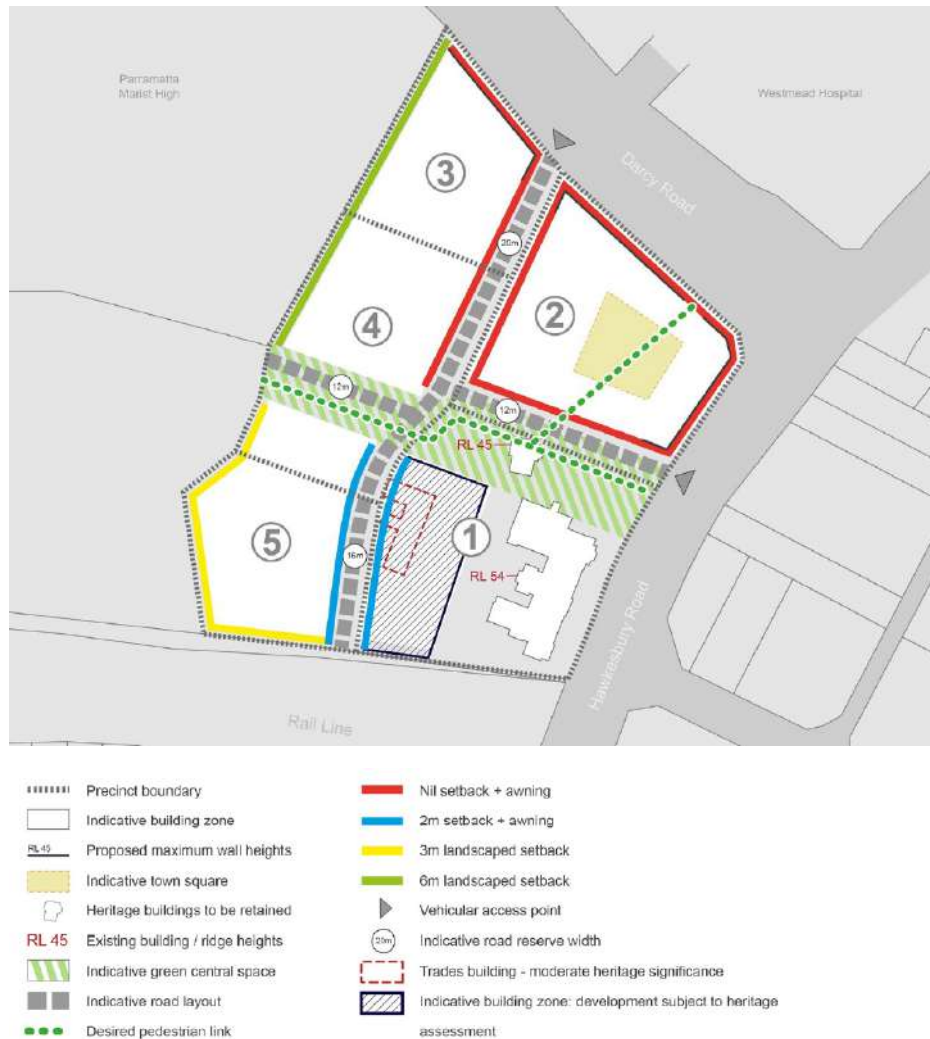 Parramatta
Marist High
Westmead Hospital
Darcy Road
3
20m
2
4
12m
12m
RL 45
1
5
16m
RL 54
Hawkesbury Road
Rail Line
Precinct boundary
Indicative building zone
RL 45
Proposed maximum wall heights
Indicative town square
Heritage buildings to be retained
RL 45
Existing building / ridge heights
Indicative green central space
Indicative road layout
Desired pedestrian link
Nil setback + awning
2m setback + awning
3m landscaped setback
6m landscaped setback
Vehicular access point
20m
Indicative road reserve width
Trades building - moderate heritage significance
Indicative building zone: development subject to heritage
assessment